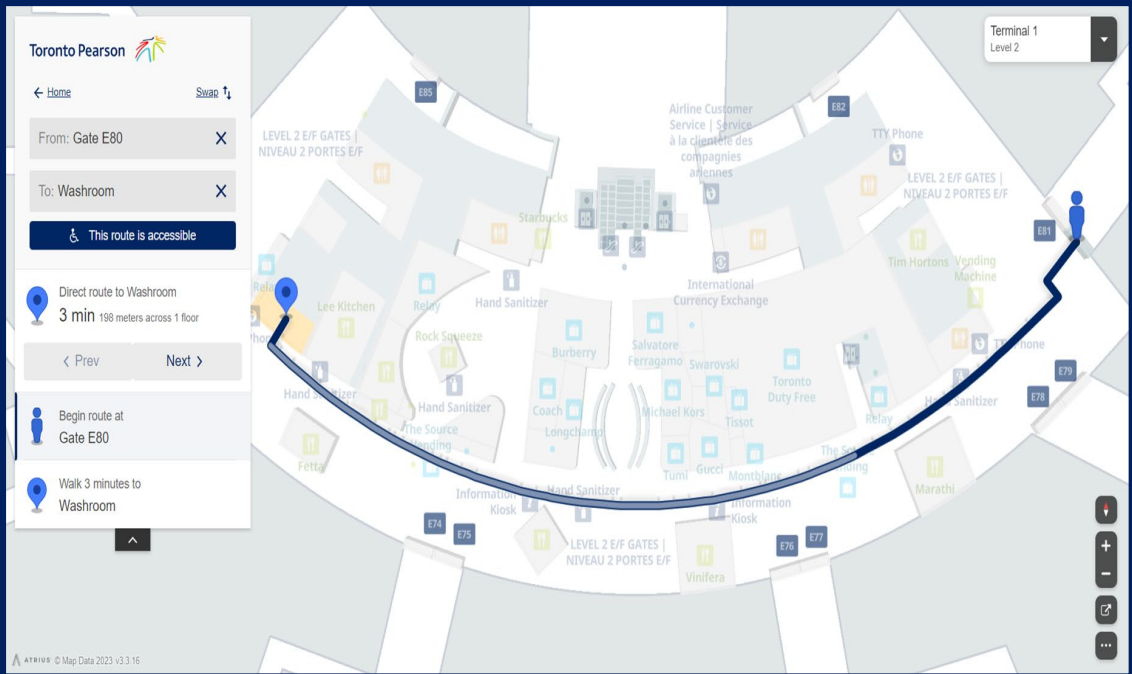 Toronto Pearson
Home
Swap
From: Gate E80
To: Washroom
This route is accessible
Direct route to Washroom
3 min 198 meters across 1 floor
Prev
Next
Begin route at
Gate E80
Walk 3 minutes to
Washroom
ATRIUS © Map Data 2023 v3.3.16
Terminal 1
Level 2
E85
E82
Airline Customer
Service | Service
à la clientèle des
compagnies
TTY Phone
LEVEL 2 E/F GATES |
NIVEAU 2 PORTES E/F
LEVEL 2 E/F GATES |
NIVEAU 2 PORTES E/F
E81
Starbucks
Tim Hortons
Vending
Machine
International
Currency Exchange
Hand Sanitizer
Relay
Lee Kitchen
Rock Squeeze
Burberry
Salvatore
Ferragamo
Swarovski
Toronto
Duty Free
E79
E78
Hand Sanitizer
Hand Sanitizer
Coach
Longchamp
Michael Kors
Tissot
Relay
Sanitizer
The Source
Vending
Fetta
Tumi
Gucci
Montblanc
Marathi
Information
Kiosk
Hand Sanitizer
Information
Kiosk
E74
E75
E76
E77
LEVEL 2 E/F GATES |
NIVEAU 2 PORTES E/F
Vinifera